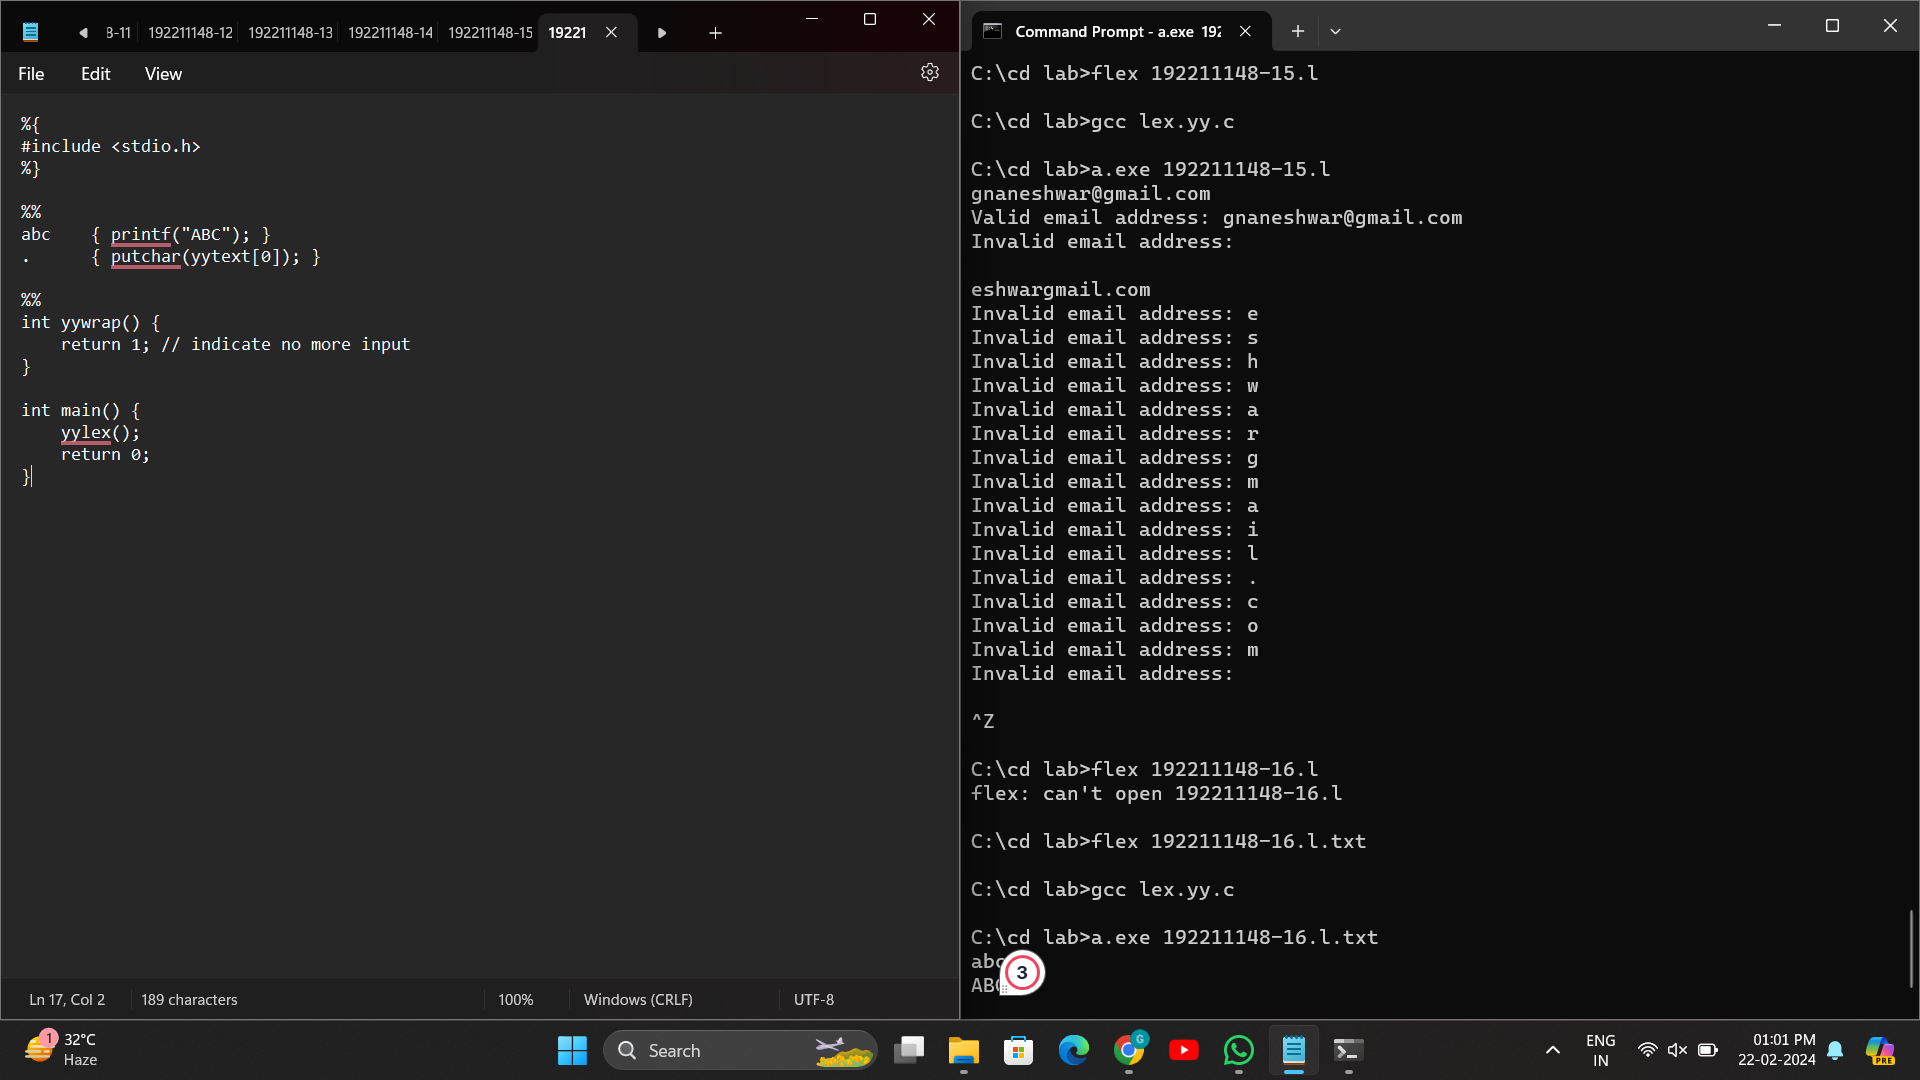 8-11 192211148-12 192211148-13 192211148-14 192211148-15 19221
File Edit View
%{
#include <stdio.h>
%}
%%
abc { printf("ABC"); }
. { putchar(yytext[0]); }
%%
int yywrap() {
return 1; // indicate no more input
}
int main() {
yylex();
return 0;
}
Ln 17, Col 2 189 characters 100% Windows (CRLF) UTF-8
Command Prompt - a.exe 192
C:\cd lab>flex 192211148-15.l
C:\cd lab>gcc lex.yy.c
C:\cd lab>a.exe 192211148-15.l
gnaneshwar@gmail.com
Valid email address: gnaneshwar@gmail.com
Invalid email address:
eshwargmail.com
Invalid email address: e
Invalid email address: s
Invalid email address: h
Invalid email address: w
Invalid email address: a
Invalid email address: r
Invalid email address: g
Invalid email address: m
Invalid email address: a
Invalid email address: i
Invalid email address: l
Invalid email address: .
Invalid email address: c
Invalid email address: o
Invalid email address: m
Invalid email address:
^Z
C:\cd lab>flex 192211148-16.l
flex: can't open 192211148-16.l
C:\cd lab>flex 192211148-16.l.txt
C:\cd lab>gcc lex.yy.c
C:\cd lab>a.exe 192211148-16.l.txt
abc
3
ABC
1 32°C
Haze
Search
G
PRE
ENG
IN
01:01 PM
22-02-2024